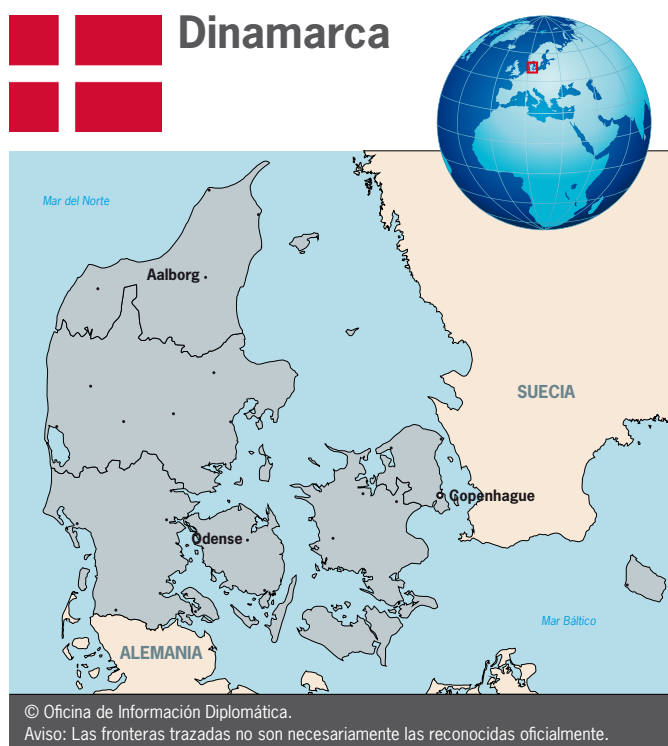 Dinamarca
Mar del Norte
Aalborg
SUECIA
Copenhague
Odense
Mar Báltico
ALEMANIA
© Oficina de Información Diplomática.
Aviso: Las fronteras trazadas no son necesariamente las reconocidas oficialmente.